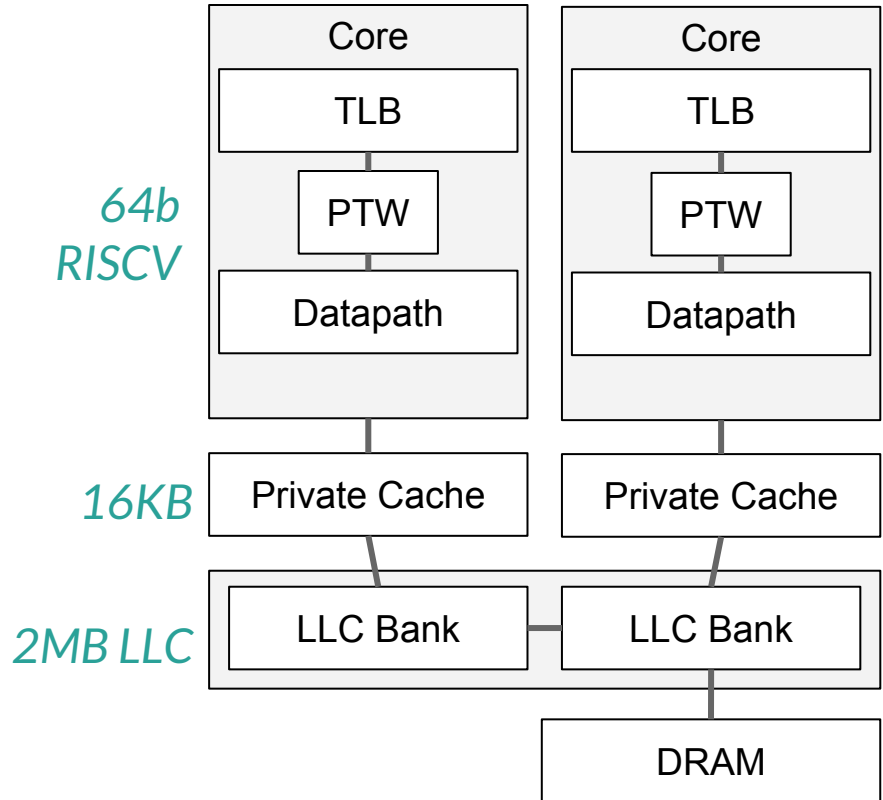 Core
Core
TLB
TLB
64b
RISCV
PTW
PTW
Datapath
Datapath
16KB
Private Cache
Private Cache
2MB LLC
LLC Bank
LLC Bank
DRAM